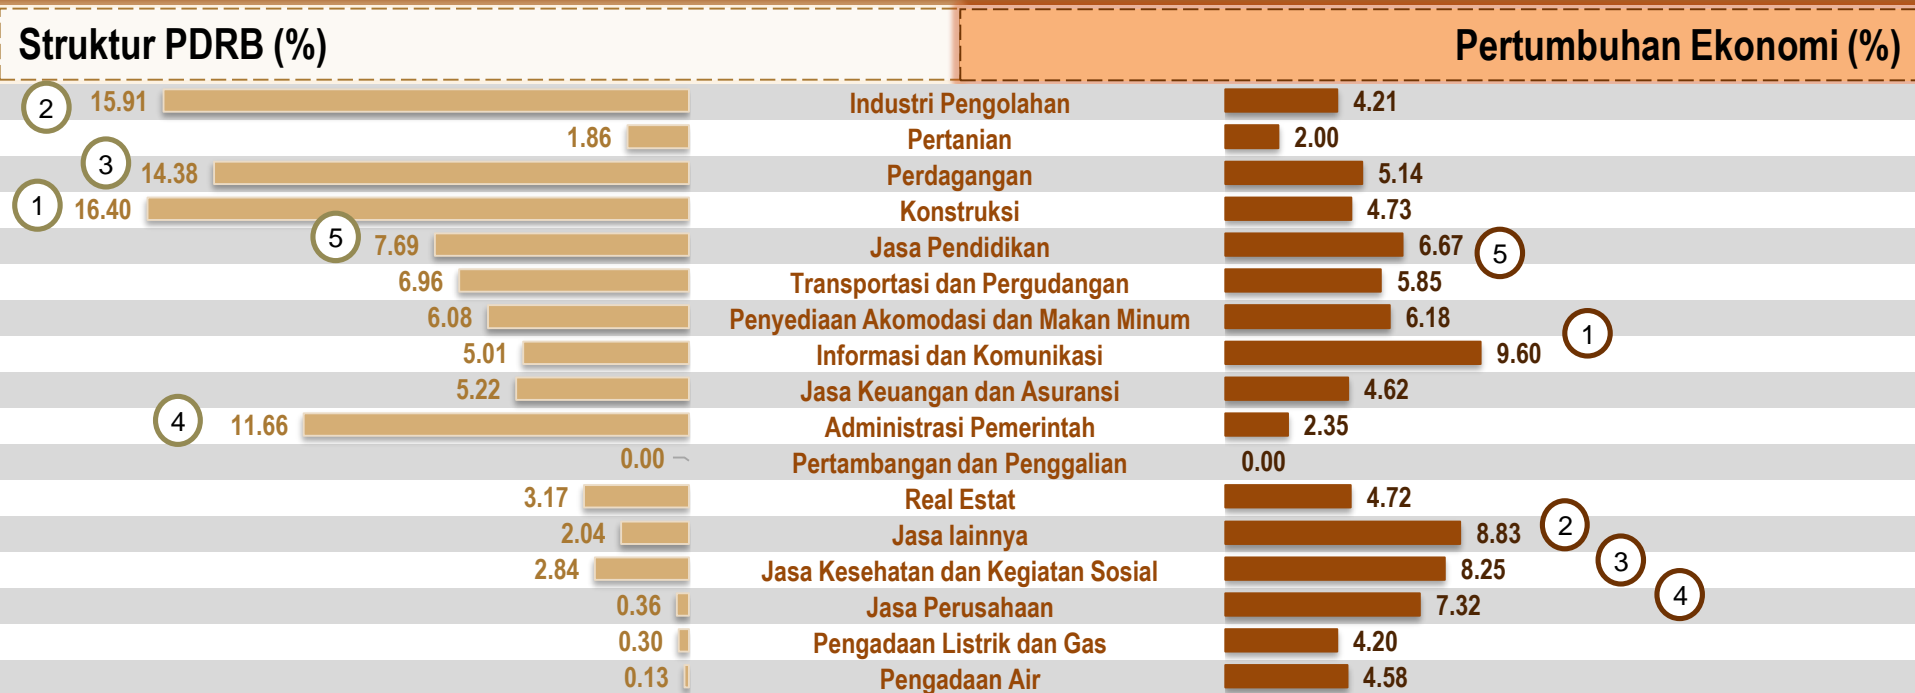 Struktur PDRB (%) Pertumbuhan Ekonomi (%)
2 15.91 Industri Pengolahan 4.21
1.86 Pertanian 2.00
3 14.38 Perdagangan 5.14
1 16.40 Konstruksi 4.73
5 7.69 Jasa Pendidikan 6.67 5
6.96 Transportasi dan Pergudangan 5.85
6.08 Penyediaan Akomodasi dan Makan Minum 6.18
5.01 Informasi dan Komunikasi 9.60 1
5.22 Jasa Keuangan dan Asuransi 4.62
4 11.66 Administrasi Pemerintah 2.35
0.00 Pertambangan dan Penggalian 0.00
3.17 Real Estat 4.72
2.04 Jasa lainnya 8.83 2
2.84 Jasa Kesehatan dan Kegiatan Sosial 8.25 3
0.36 Jasa Perusahaan 7.32 4
0.30 Pengadaan Listrik dan Gas 4.20
0.13 Pengadaan Air 4.58